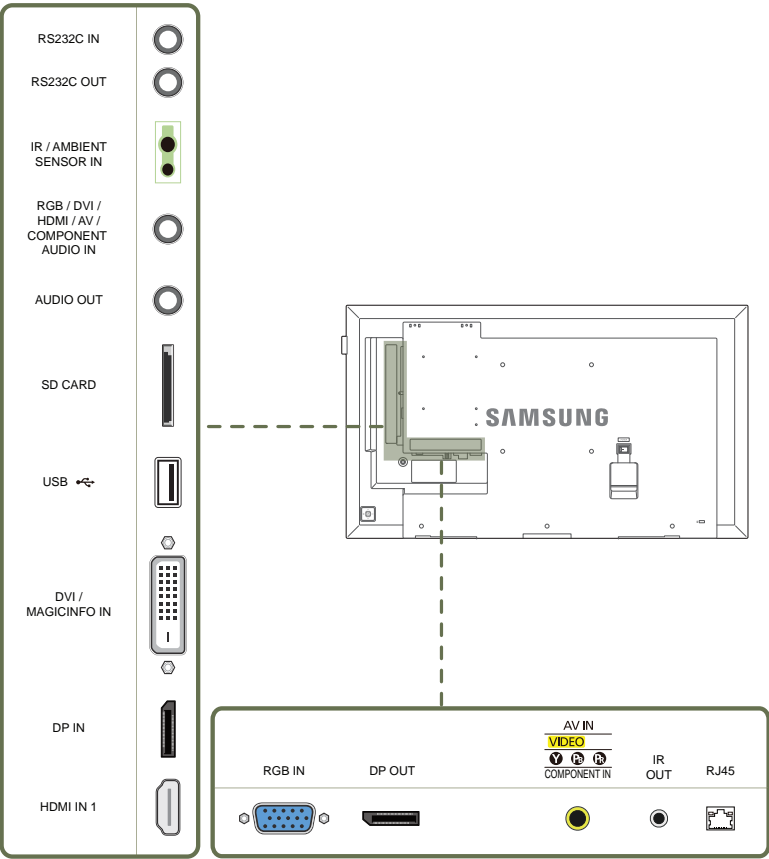 RS232C IN
RS232C OUT
IR / AMBIENT
SENSOR IN
RGB / DVI /
HDMI / AV /
COMPONENT
AUDIO IN
AUDIO OUT
SD CARD
USB
DVI /
MAGICINFO IN
DP IN
HDMI IN 1
SAMSUNG
RGB IN
DP OUT
AV IN
VIDEO
Y PB PR
COMPONENT IN
IR
OUT
RJ45